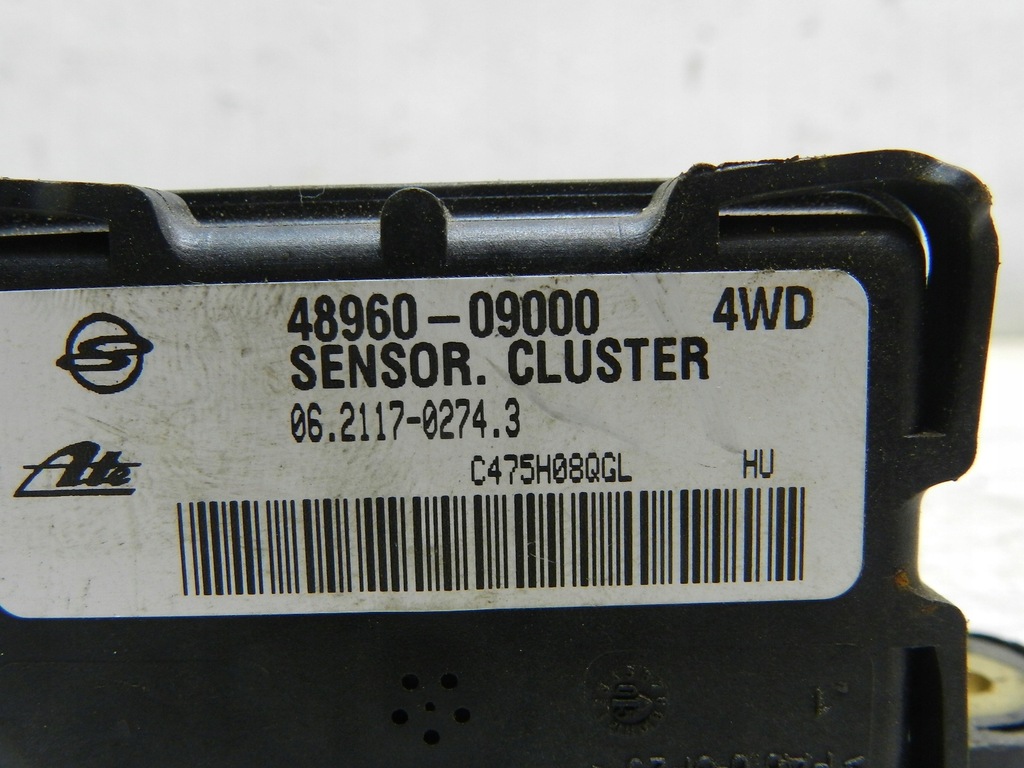 48960-09000 4WD
SENSOR. CLUSTER
06.2117-0274.3
Ate
C475H08QGL HU